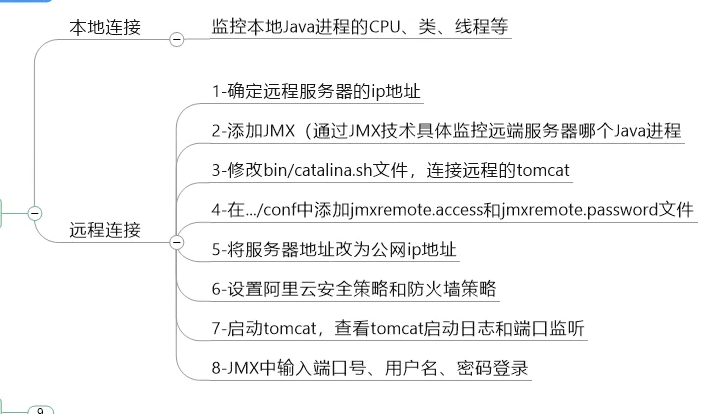 本地连接
监控本地Java进程的CPU、类、线程等
1-确定远程服务器的ip地址
2-添加JMX（通过JMX技术具体监控远端服务器哪个Java进程
3-修改bin/catalina.sh文件，连接远程的tomcat
远程连接
4-在.../conf中添加jmxremote.access和jmxremote.password文件
5-将服务器地址改为公网ip地址
6-设置阿里云安全策略和防火墙策略
7-启动tomcat，查看tomcat启动日志和端口监听
8-JMX中输入端口号、用户名、密码登录
9